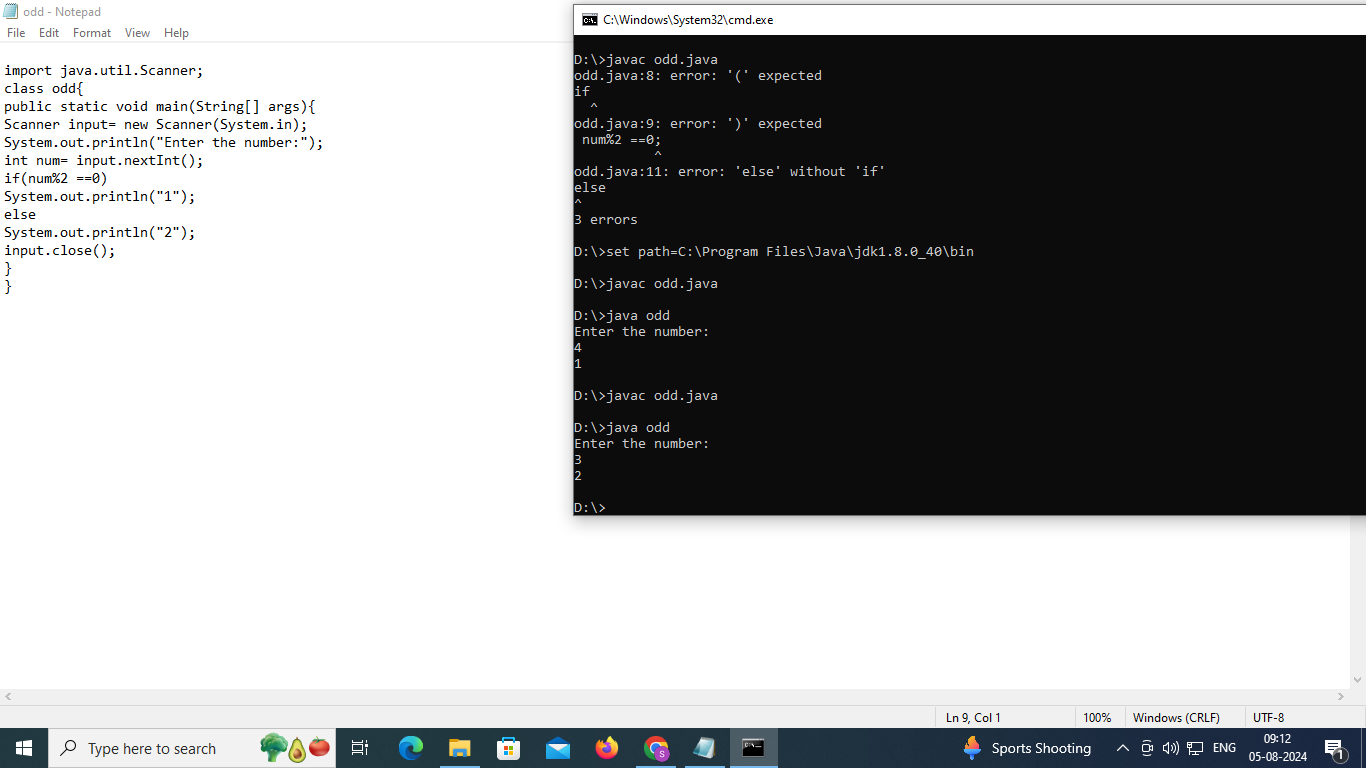 odd - Notepad
File Edit Format View Help
import java.util.Scanner;
class odd{
public static void main(String[] args){
Scanner input= new Scanner(System.in);
System.out.println("Enter the number:");
int num= input.nextInt();
if(num%2 ==0)
System.out.println("1");
else
System.out.println("2");
input.close();
}
}
C:\Windows\System32\cmd.exe
D:\>javac odd.java
odd.java:8: error: '(' expected
if
  ^
odd.java:9: error: ')' expected
 num%2 ==0;
          ^
odd.java:11: error: 'else' without 'if'
else
^
3 errors
D:\>set path=C:\Program Files\Java\jdk1.8.0_40\bin
D:\>javac odd.java
D:\>java odd
Enter the number:
4
1
D:\>javac odd.java
D:\>java odd
Enter the number:
3
2
D:\>
Ln 9, Col 1 100% Windows (CRLF) UTF-8
Type here to search
Sports Shooting
ENG
09:12
05-08-2024
1